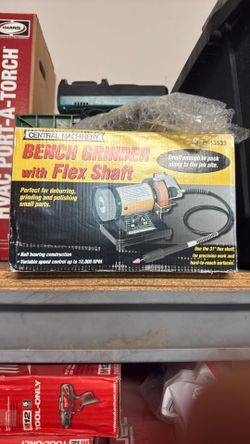 HARRIS
HVAC PORT-A-TORCH
CENTRAL MACHINERY
BENCH GRINDER
with Flex Shaft
Small enough to pack
along to the job site.
Perfect for deburring,
grinding and polishing
small parts.
• Ball bearing construction
• Variable speed control up to 10,000 RPM
Use the 31" flex shaft
for precision work and
hard-to-reach surfaces.
M12
TOOL-ONLY
TOOL-ONLY